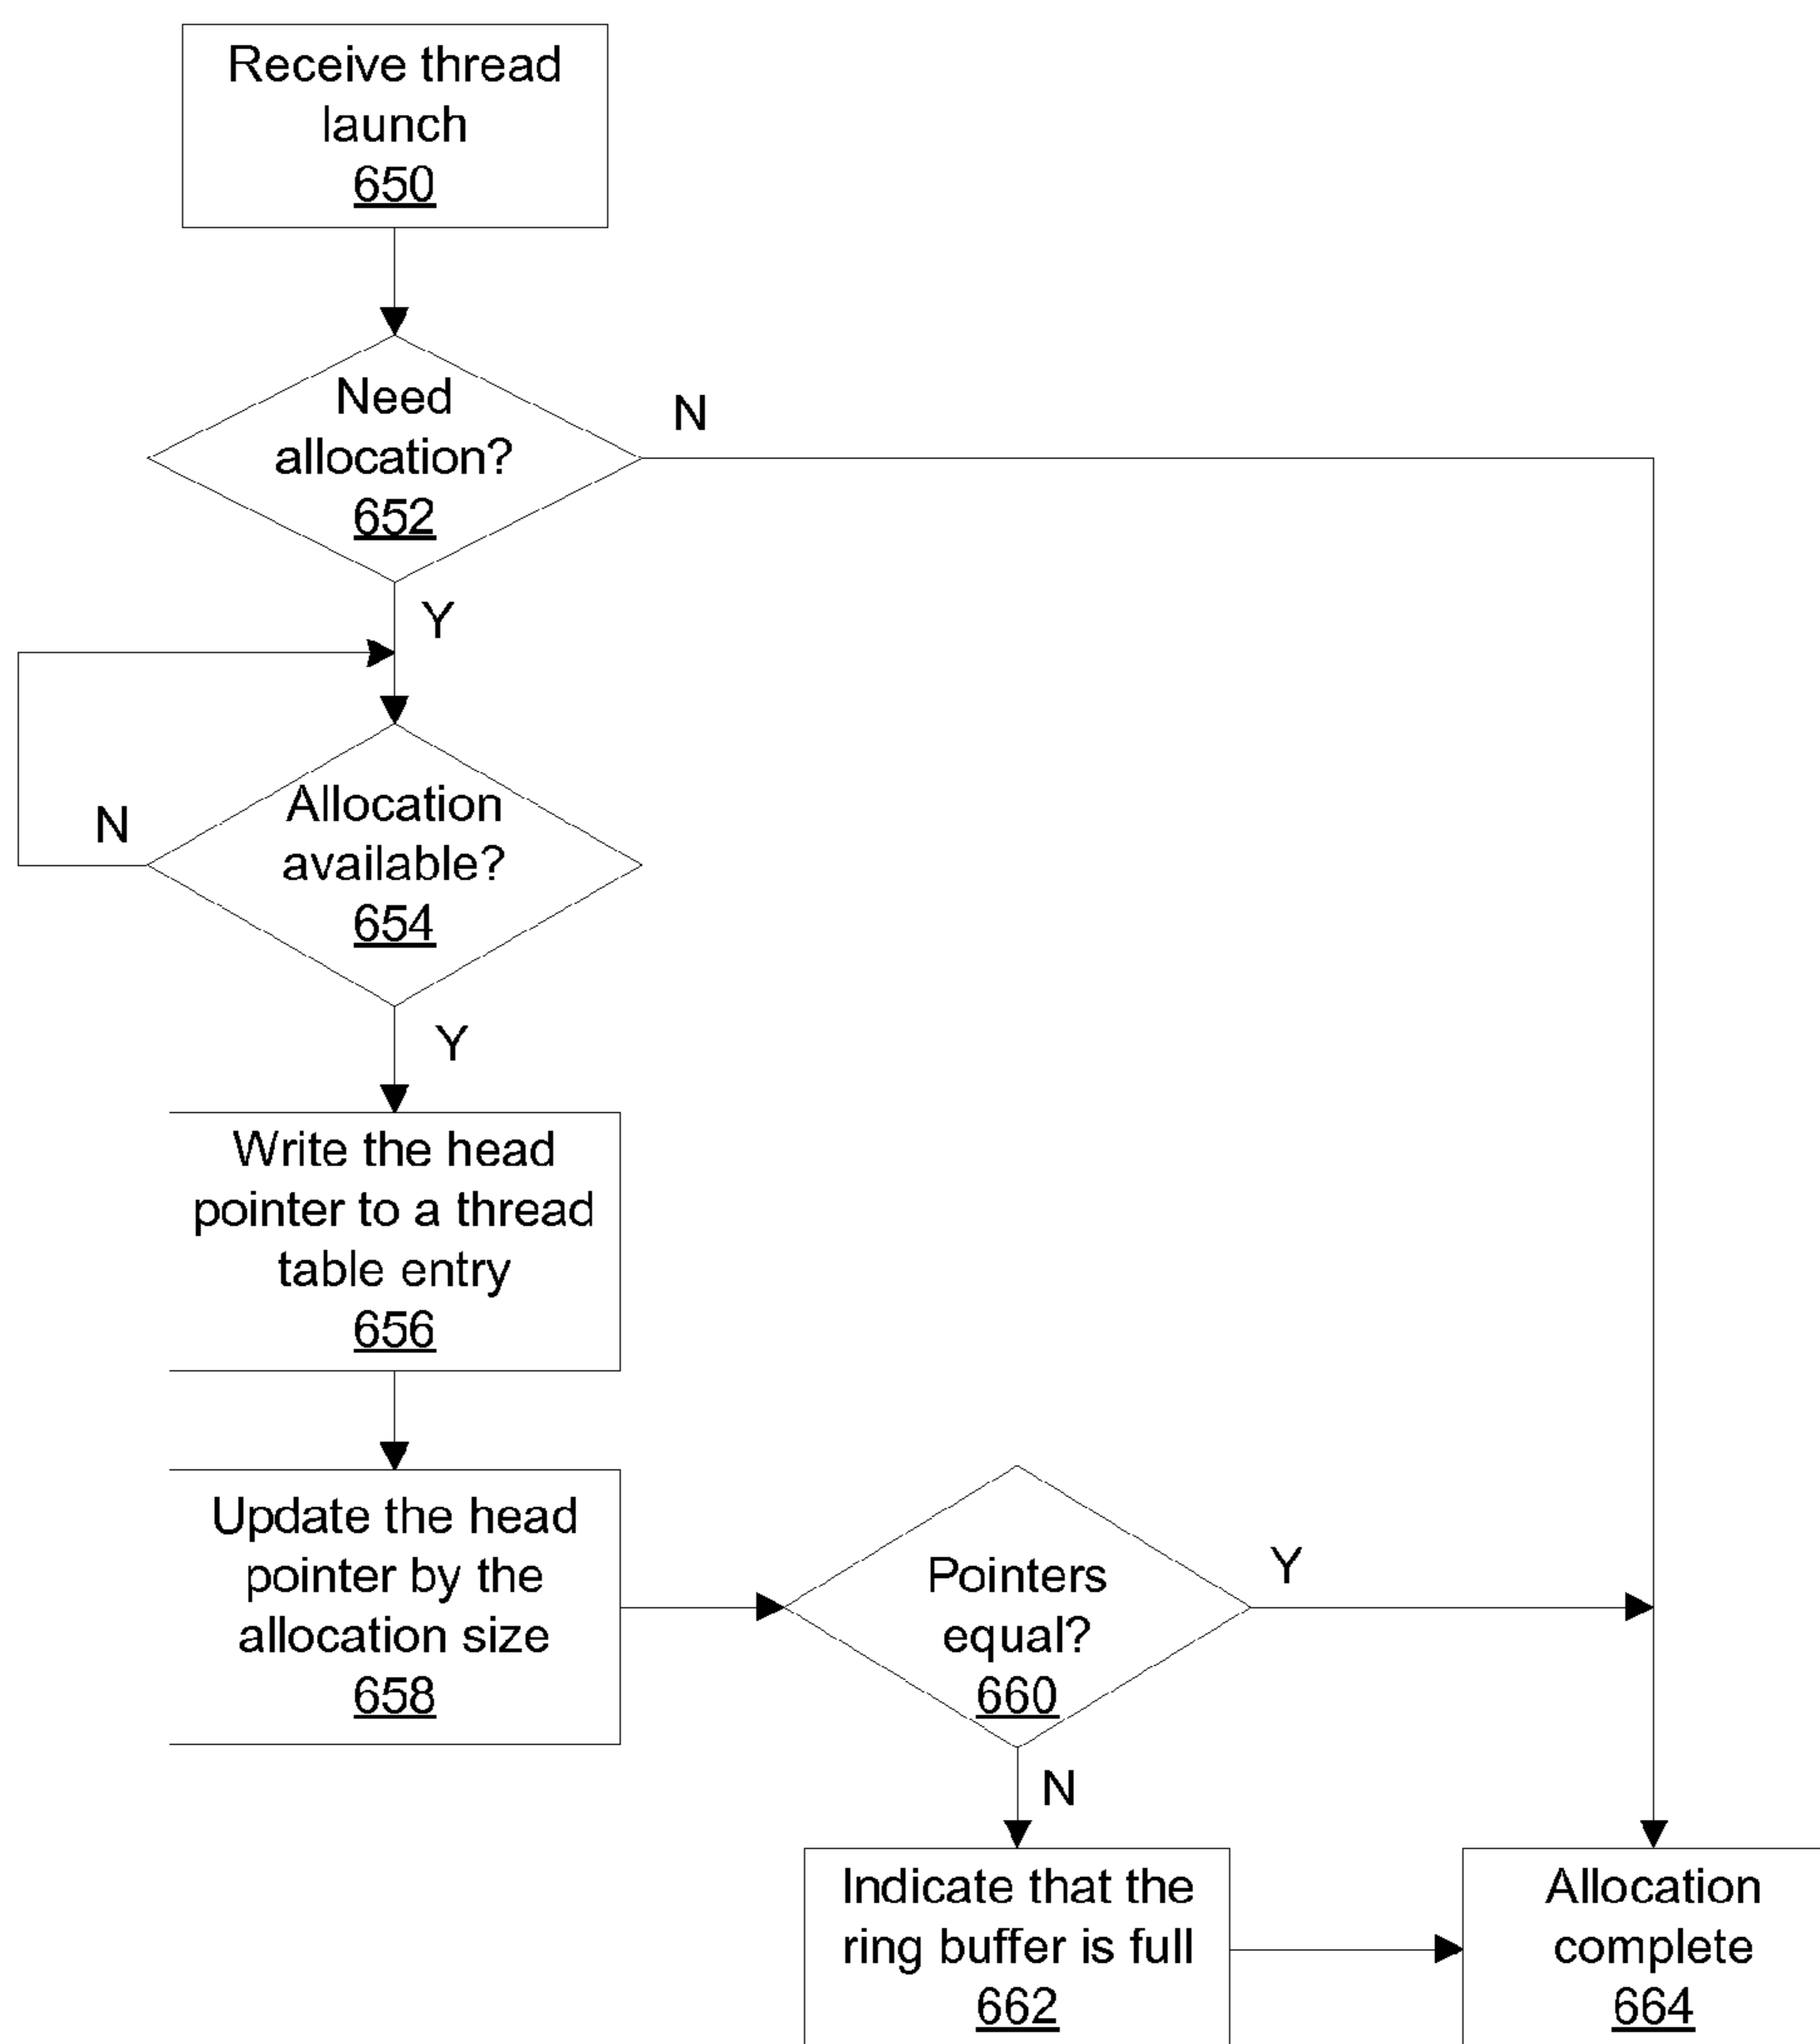 Receive thread
launch
650
Need
allocation?
652
N
Y
Allocation
available?
654
N
Y
Write the head
pointer to a thread
table entry
656
Update the head
pointer by the
allocation size
658
Pointers
equal?
660
Y
N
Indicate that the
ring buffer is full
662
Allocation
complete
664